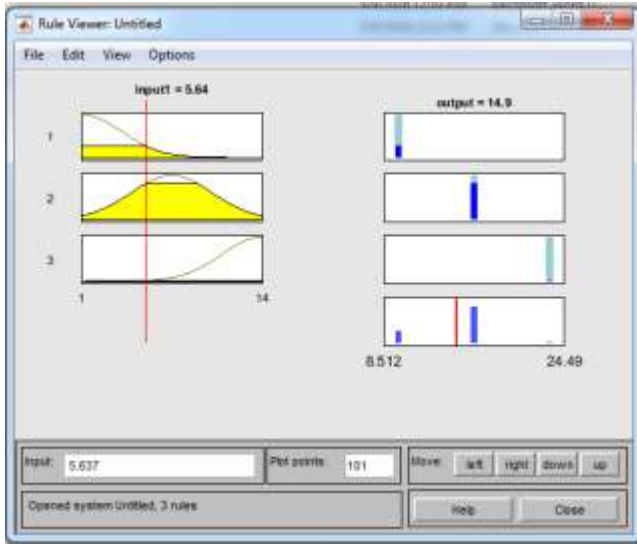 Rule Viewer: Untitled
File Edit View Options
input1 = 5.64
output = 14.9
1
2
3
1 14
8.512 24.49
Input: 5.637
Plot points: 101
Move: left right down up
Opened system Untitled, 3 rules
Help Close